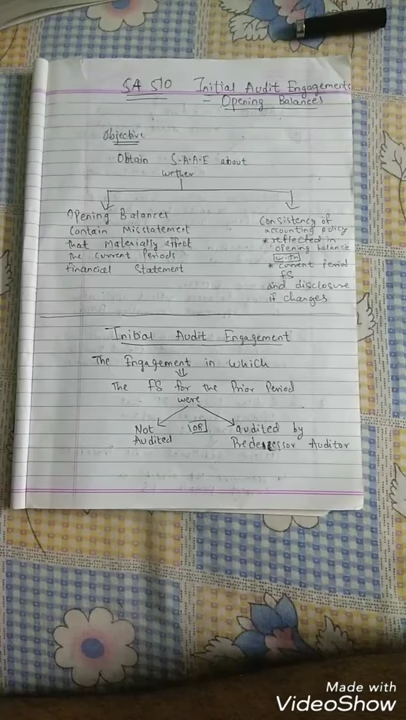 SA 510 Initial Audit Engagements
- Opening Balances
Objective
Obtain S.A.A.E about
wether
Opening Balances
Contain Misstatement
that Materially effect
the current Periods
financial Statement
Consistency of
accounting policy
* reflected in
opening balance
* current period
FS
and disclosure
if changes
Initial Audit Engagement
The Engagement in Which
The FS for the Prior Period
were
Not
Audited
OR
audited by
Predecessor Auditor
Made with
VideoShow